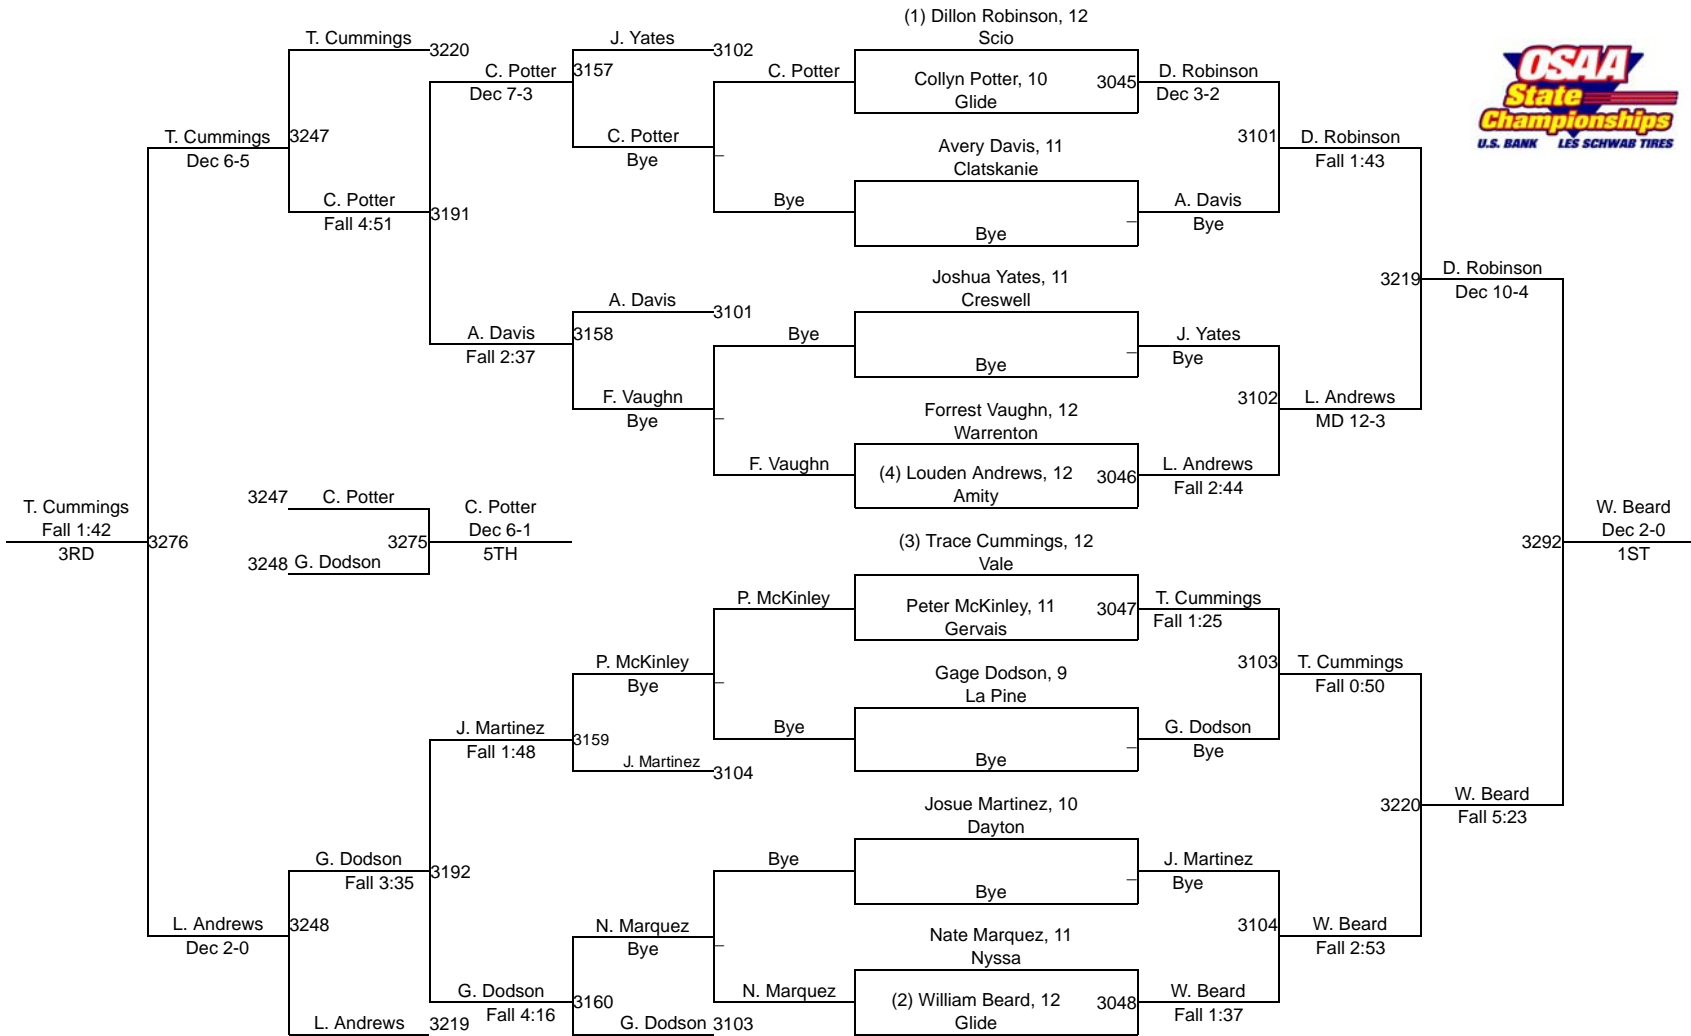 (1) Dillon Robinson, 12
Scio
Collyn Potter, 10
Glide
3045
Avery Davis, 11
Clatskanie
Bye
Joshua Yates, 11
Creswell
Bye
Forrest Vaughn, 12
Warrenton
(4) Louden Andrews, 12
Amity
3046
(3) Trace Cummings, 12
Vale
Peter McKinley, 11
Gervais
3047
Gage Dodson, 9
La Pine
Bye
Josue Martinez, 10
Dayton
Bye
Nate Marquez, 11
Nyssa
(2) William Beard, 12
Glide
3048
D. Robinson
Dec 3-2
3101
A. Davis
Bye
J. Yates
Bye
3102
L. Andrews
Fall 2:44
T. Cummings
Fall 1:25
3103
G. Dodson
Bye
J. Martinez
Bye
3104
W. Beard
Fall 1:37
D. Robinson
Fall 1:43
3219
L. Andrews
MD 12-3
T. Cummings
Fall 0:50
3220
W. Beard
Fall 2:53
D. Robinson
Dec 10-4
3292
W. Beard
Fall 5:23
W. Beard
Dec 2-0
1ST
OSAA
State
Championships
U.S. BANK LES SCHWAB TIRES
C. Potter
Bye
Bye
F. Vaughn
P. McKinley
Bye
Bye
N. Marquez
J. Yates
3102
3157
C. Potter
Bye
A. Davis
3101
3158
F. Vaughn
Bye
P. McKinley
Bye
3159
J. Martinez
3104
N. Marquez
Bye
3160
G. Dodson
3103
C. Potter
Dec 7-3
3191
A. Davis
Fall 2:37
J. Martinez
Fall 1:48
3192
G. Dodson
Fall 4:16
T. Cummings
3220
3247
C. Potter
Fall 4:51
G. Dodson
Fall 3:35
3248
L. Andrews
3219
T. Cummings
Dec 6-5
3276
L. Andrews
Dec 2-0
T. Cummings
Fall 1:42
3RD
3247
C. Potter
3275
3248
G. Dodson
C. Potter
Dec 6-1
5TH